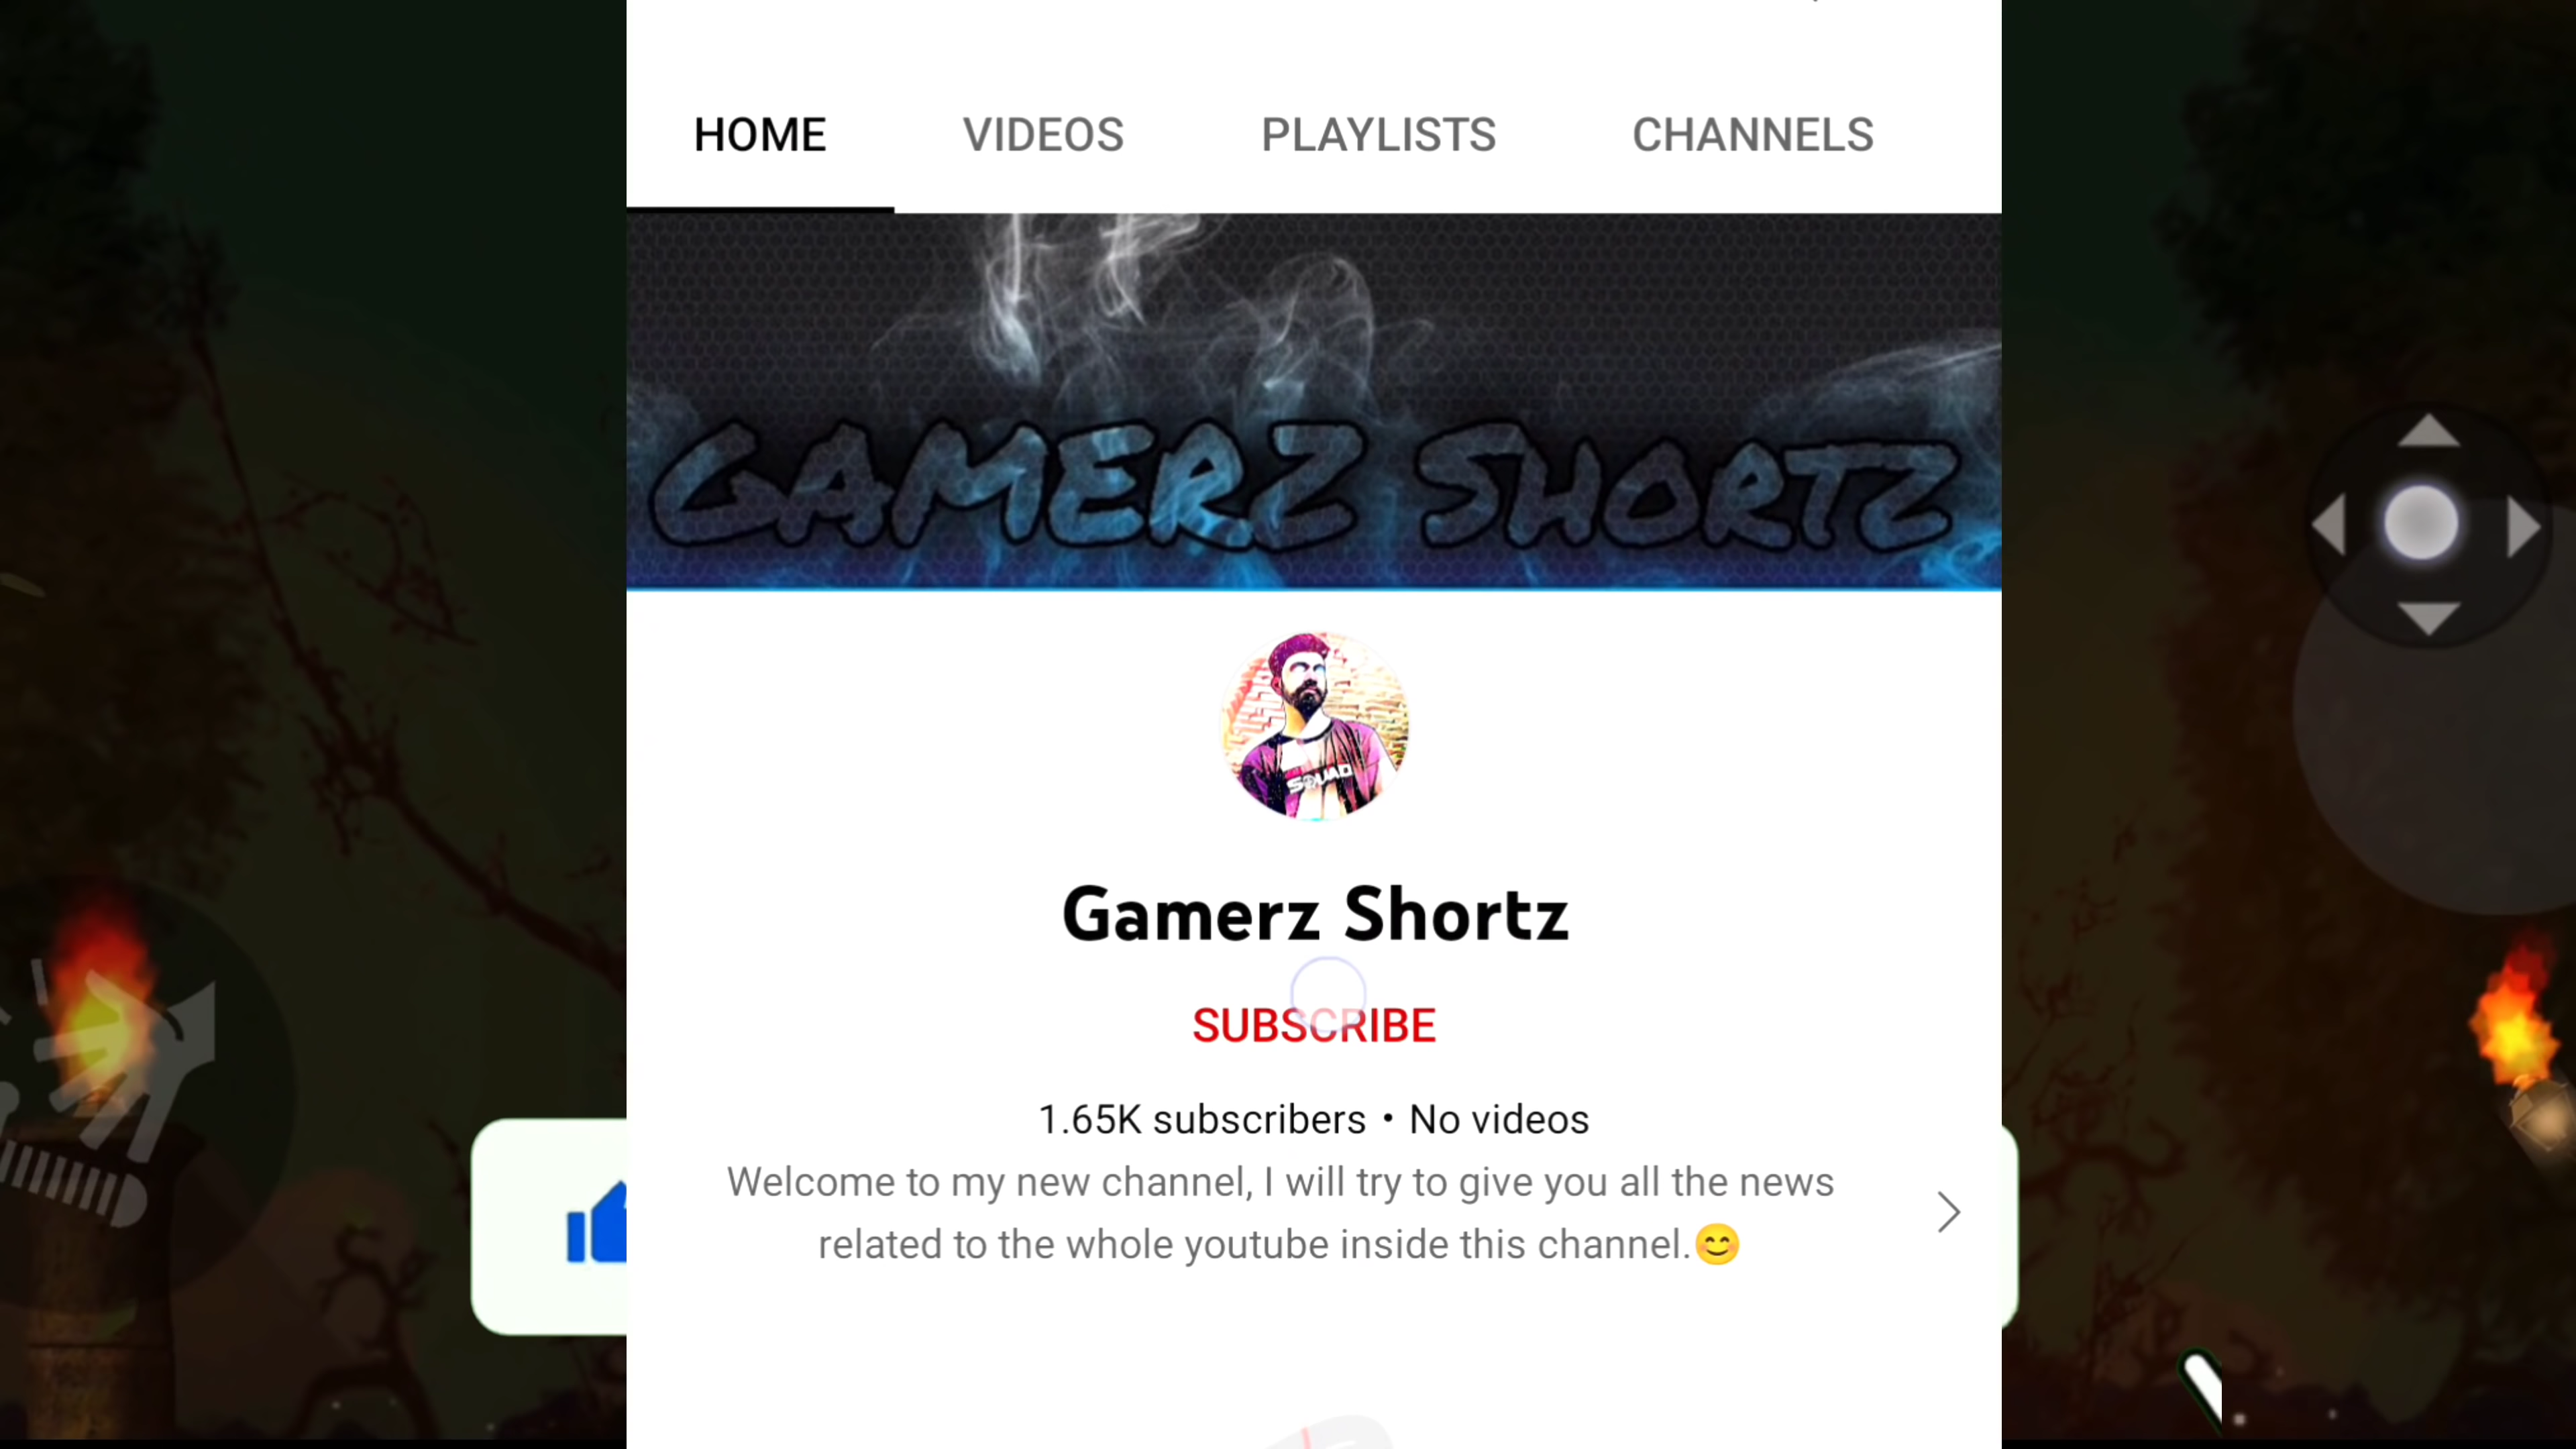 HOME VIDEOS PLAYLISTS CHANNELS
GAMERZ SHORTZ
SQUAD
Gamerz Shortz
SUBSCRIBE
1.65K subscribers • No videos
Welcome to my new channel, I will try to give you all the news
related to the whole youtube inside this channel.😊